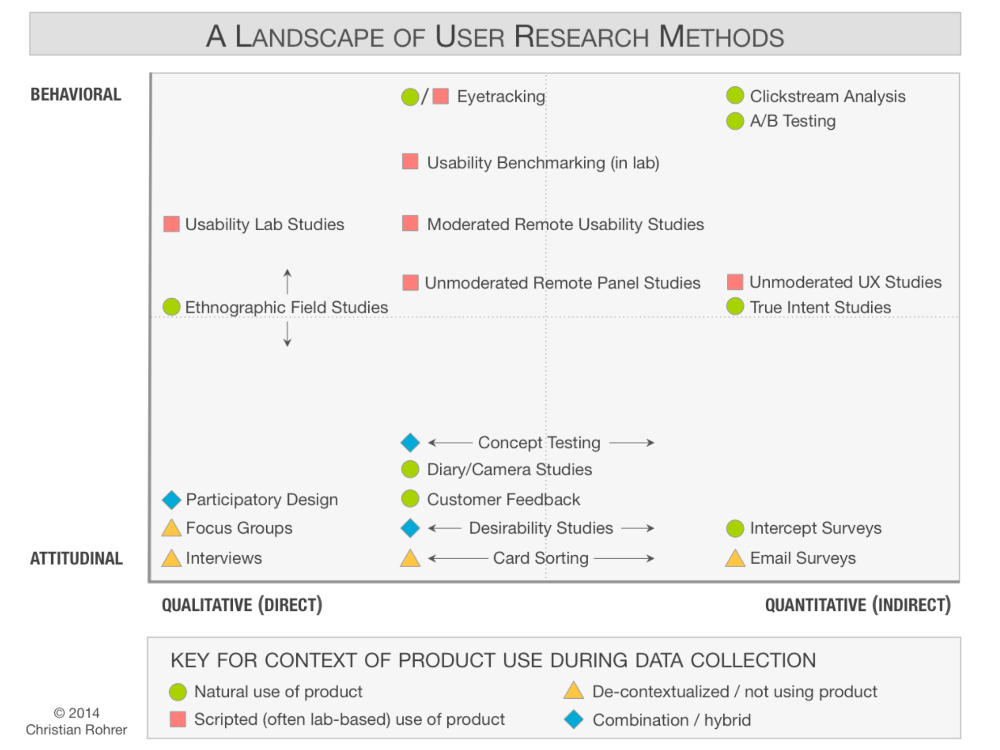 A LANDSCAPE OF USER RESEARCH METHODS
BEHAVIORAL
/ Eyetracking
Clickstream Analysis
A/B Testing
Usability Benchmarking (in lab)
Usability Lab Studies
Moderated Remote Usability Studies
Unmoderated Remote Panel Studies
Unmoderated UX Studies
Ethnographic Field Studies
True Intent Studies
Concept Testing
Diary/Camera Studies
Participatory Design
Customer Feedback
Focus Groups
Desirability Studies
Intercept Surveys
ATTITUDINAL
Interviews
Card Sorting
Email Surveys
QUALITATIVE (DIRECT)
QUANTITATIVE (INDIRECT)
KEY FOR CONTEXT OF PRODUCT USE DURING DATA COLLECTION
Natural use of product
De-contextualized / not using product
Scripted (often lab-based) use of product
Combination / hybrid
© 2014
Christian Rohrer